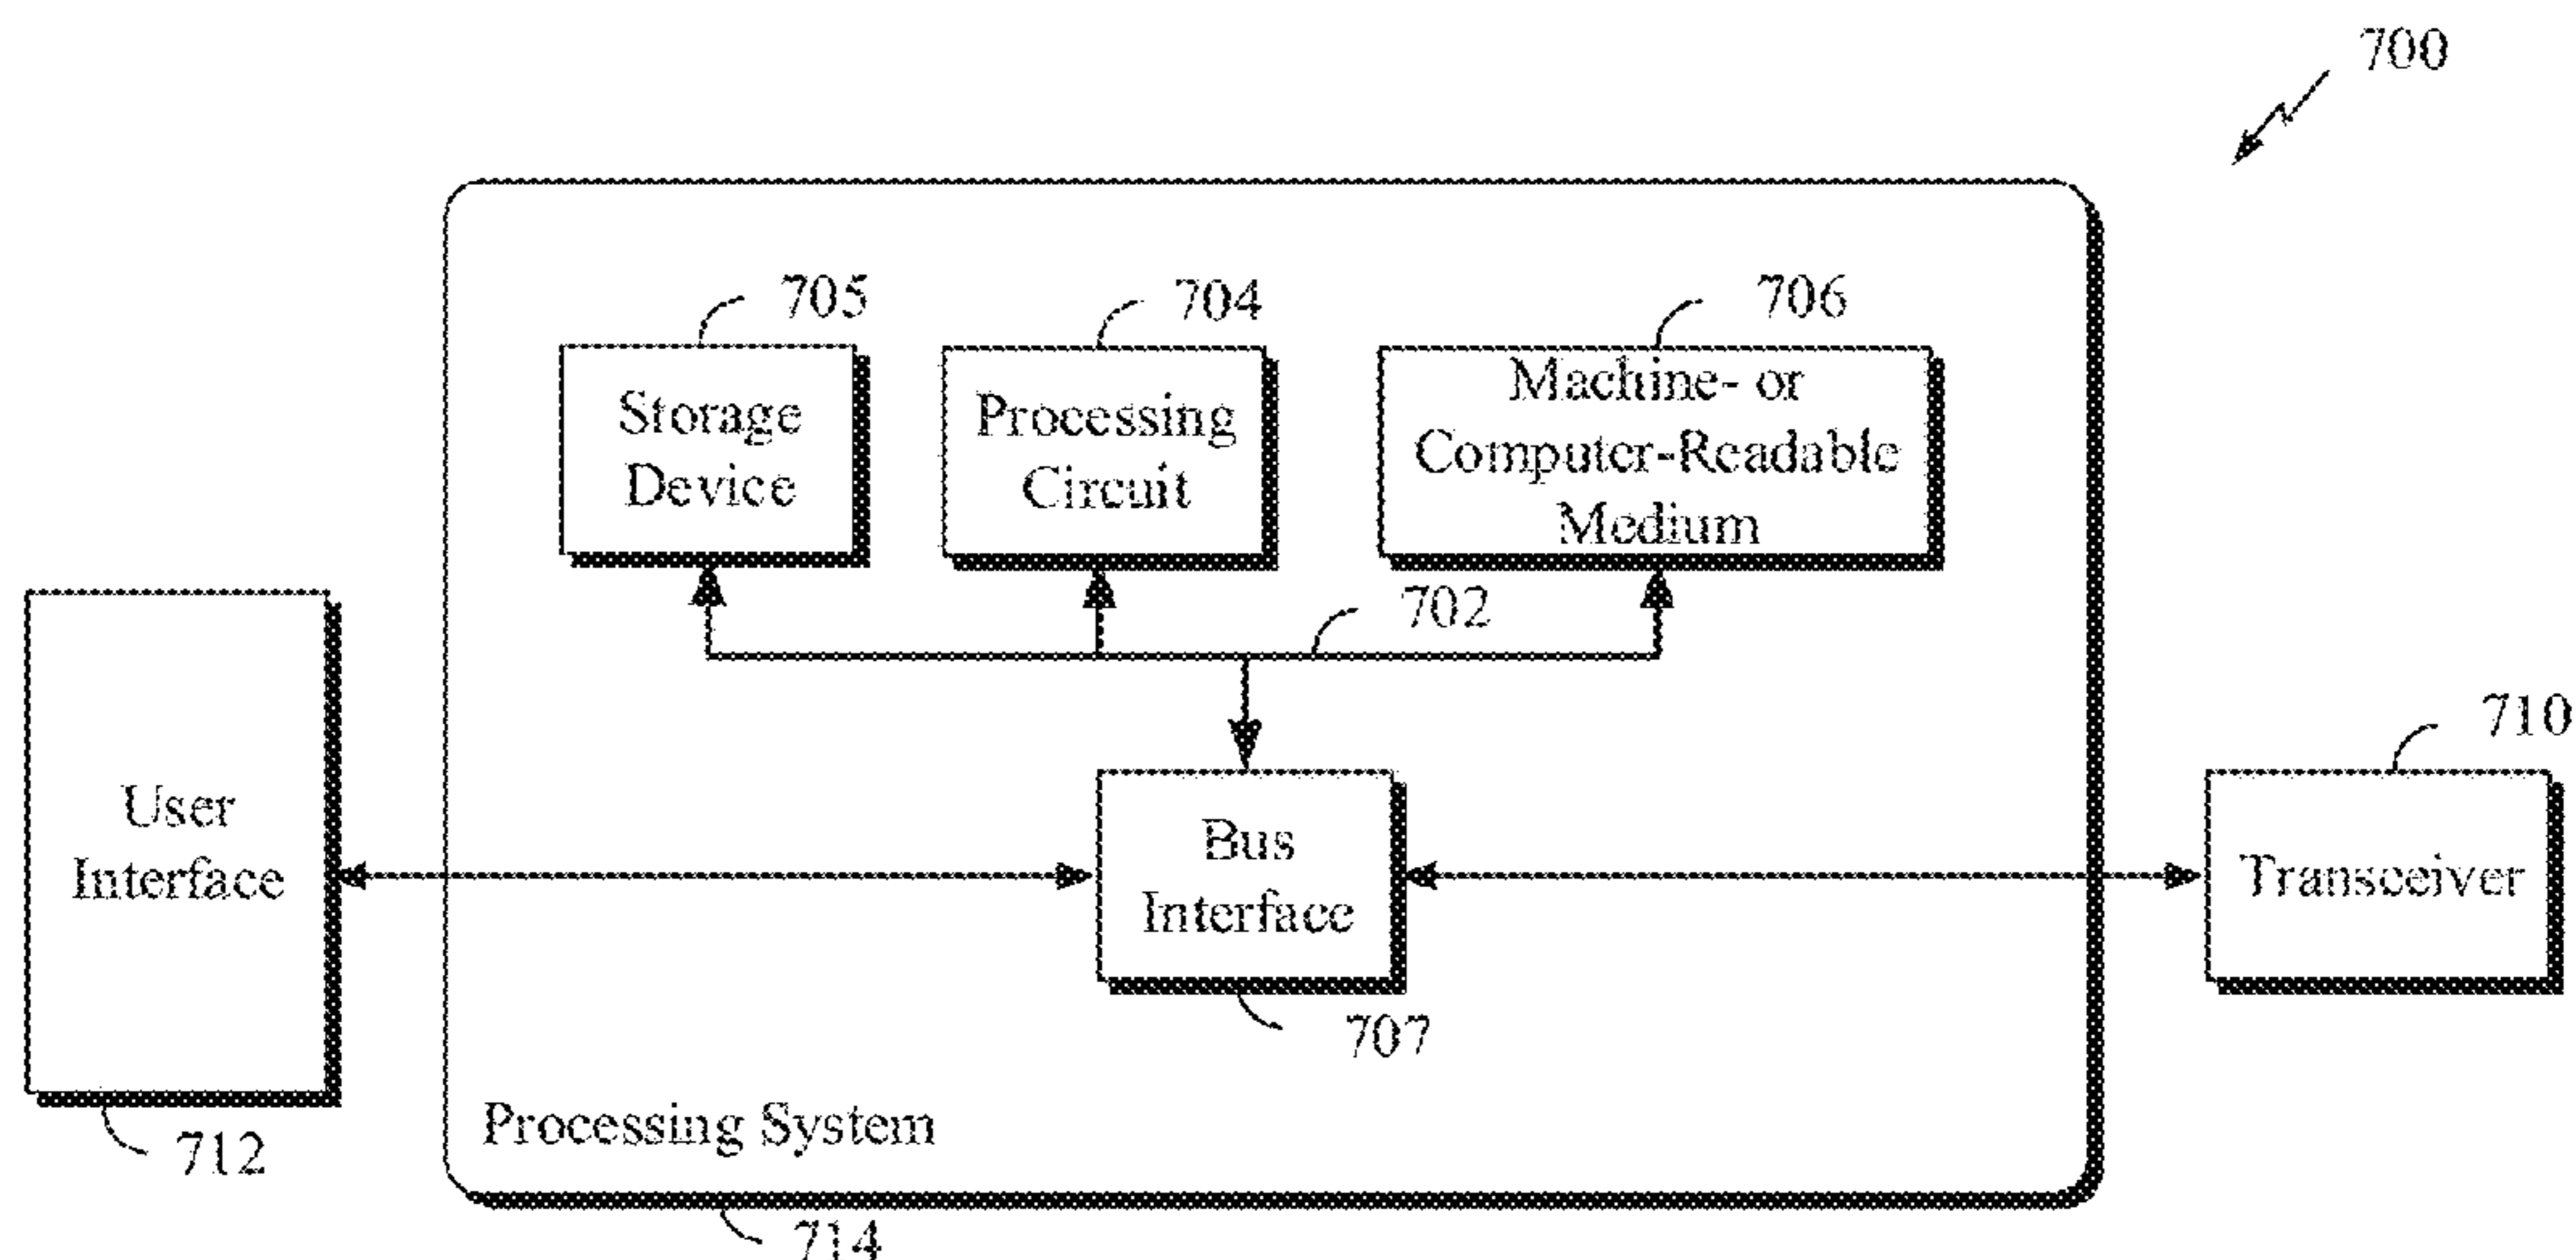 700
705
704
706
Storage
Device
Processing
Circuit
Machine- or
Computer-Readable
Medium
702
710
User
Interface
Bus
Interface
Transceiver
707
Processing System
712
714